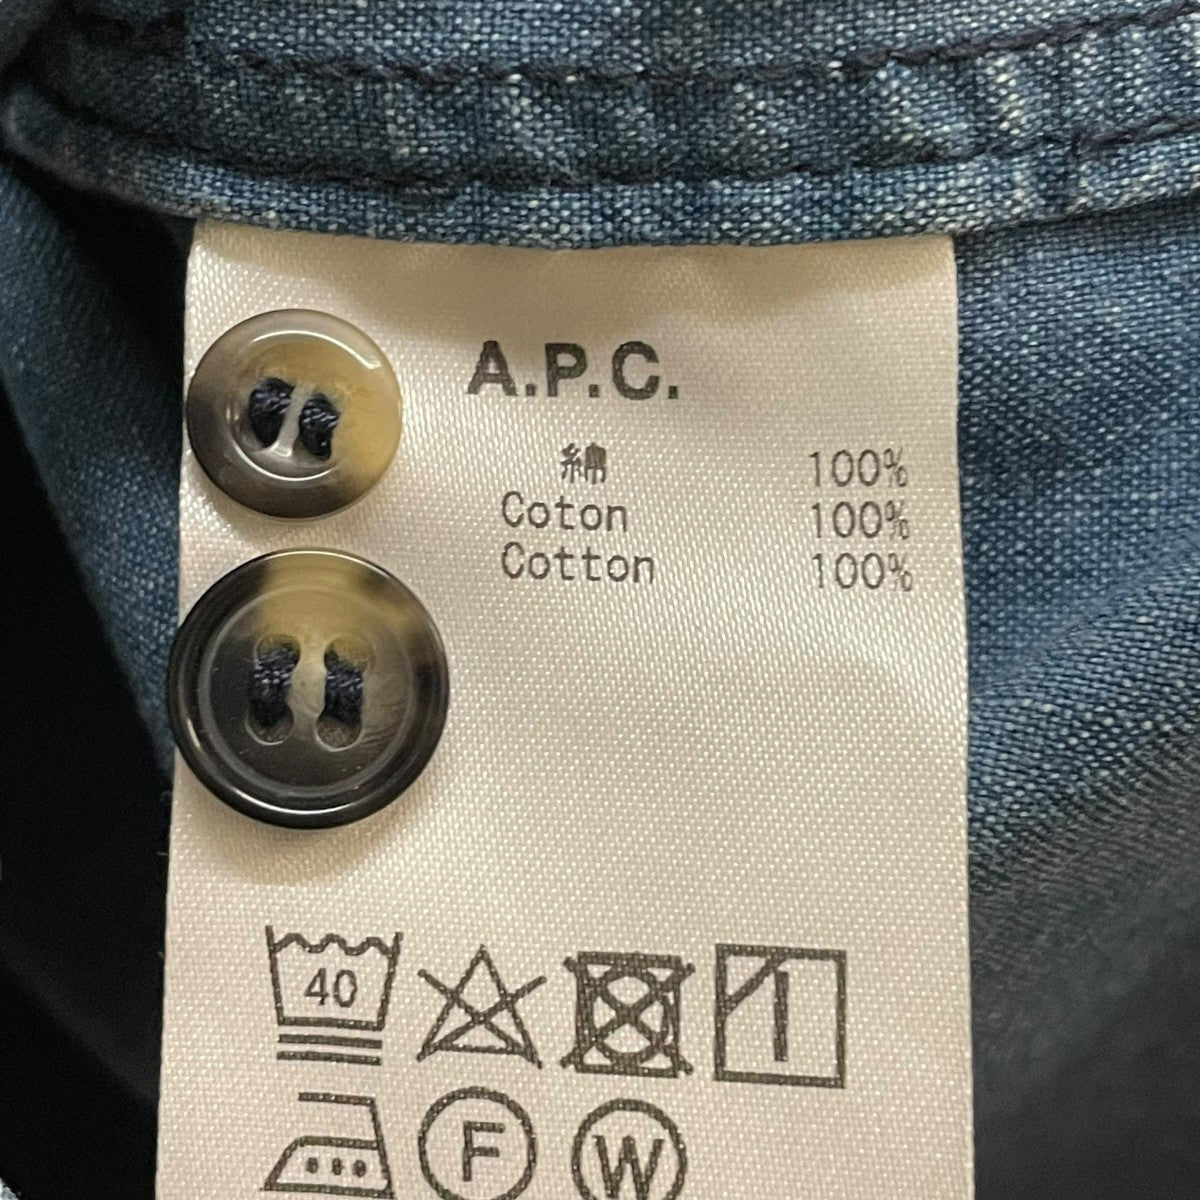 A.P.C.
綿 100%
Coton 100%
Cotton 100%
40
F
W